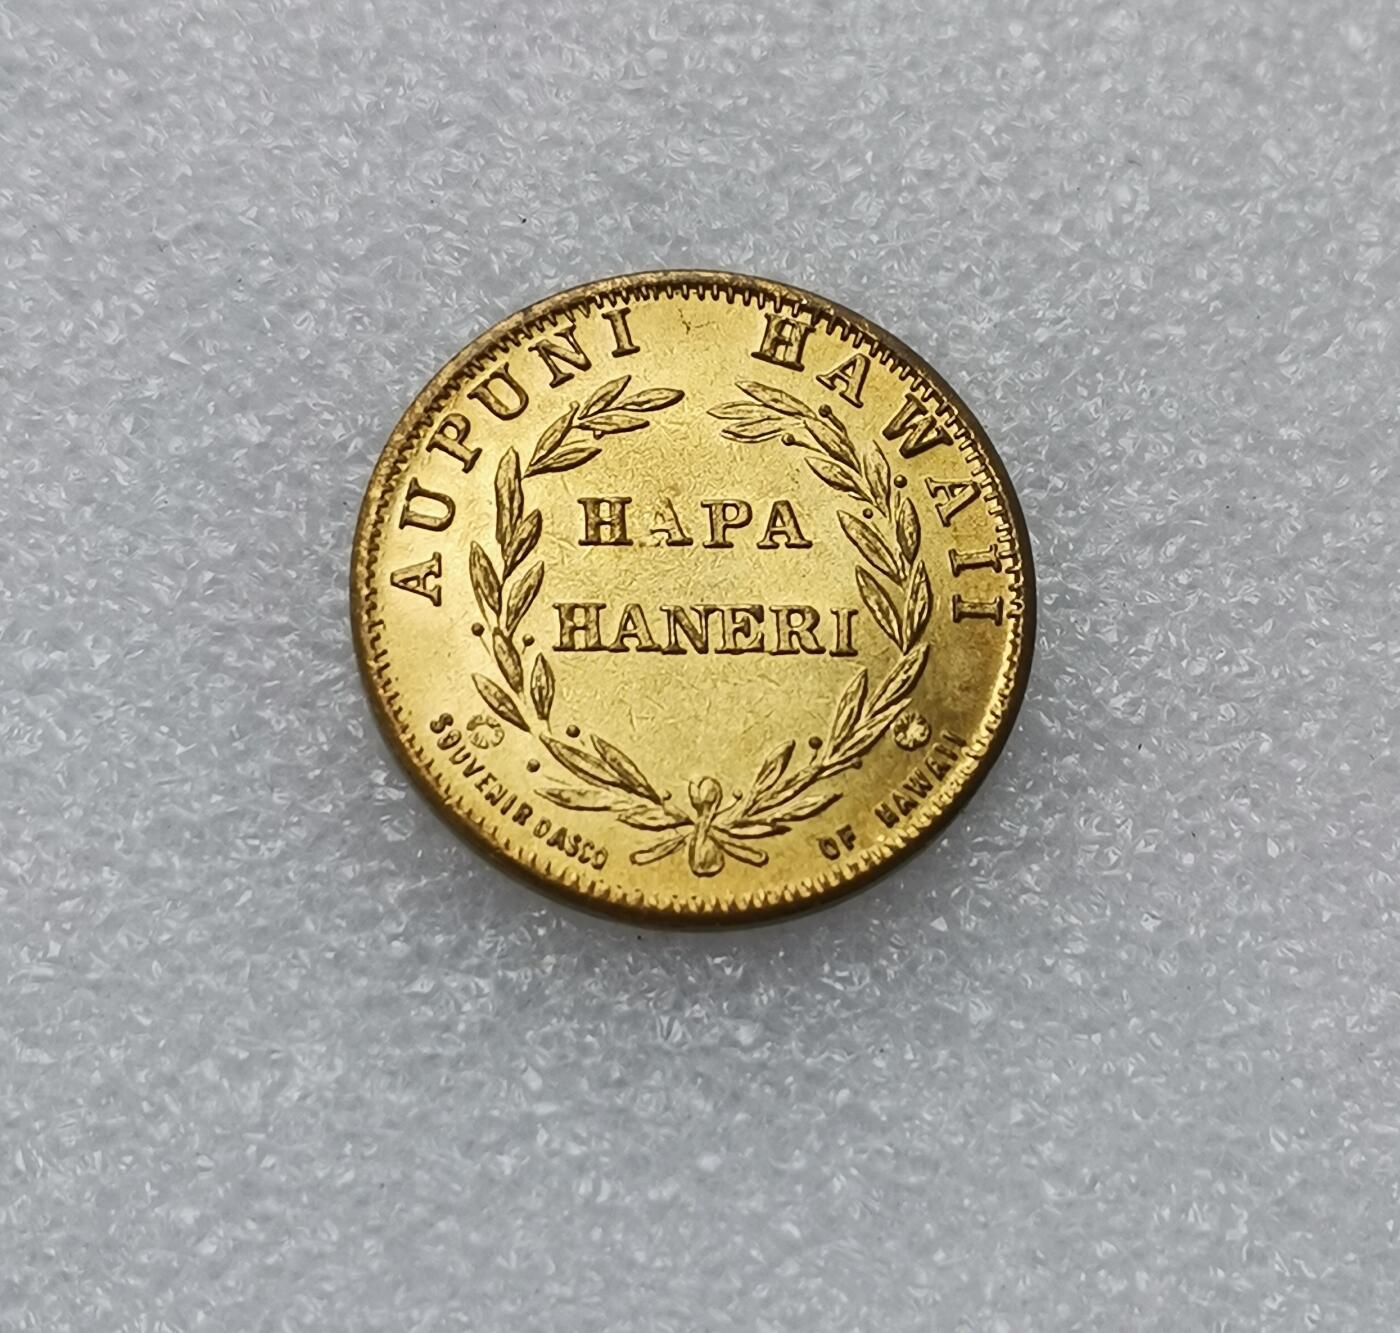 AUPUNI HAWAII
HAPA
HANERI
SOUVENIR DASCO OF HAWAII